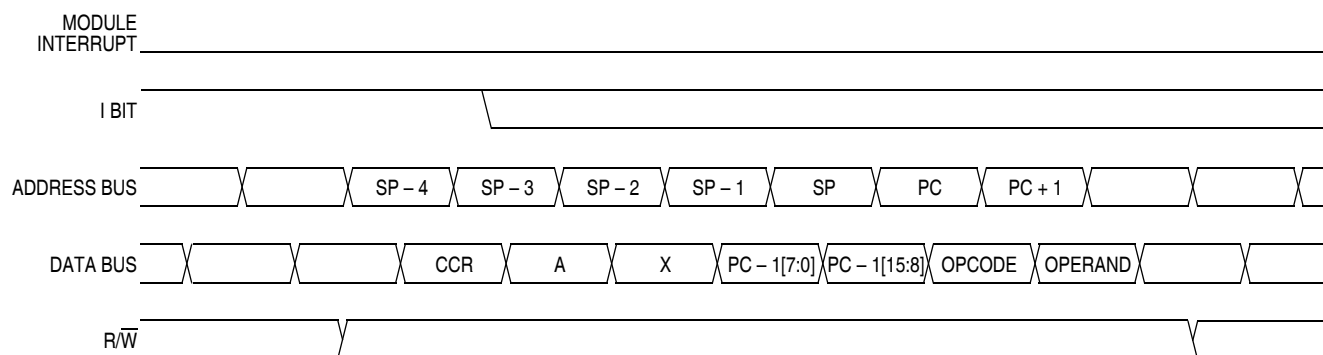 MODULE
INTERRUPT
I BIT
ADDRESS BUS SP – 4 SP – 3 SP – 2 SP – 1 SP PC PC + 1
DATA BUS CCR A X PC – 1[7:0] PC – 1[15:8] OPCODE OPERAND
R/W̅